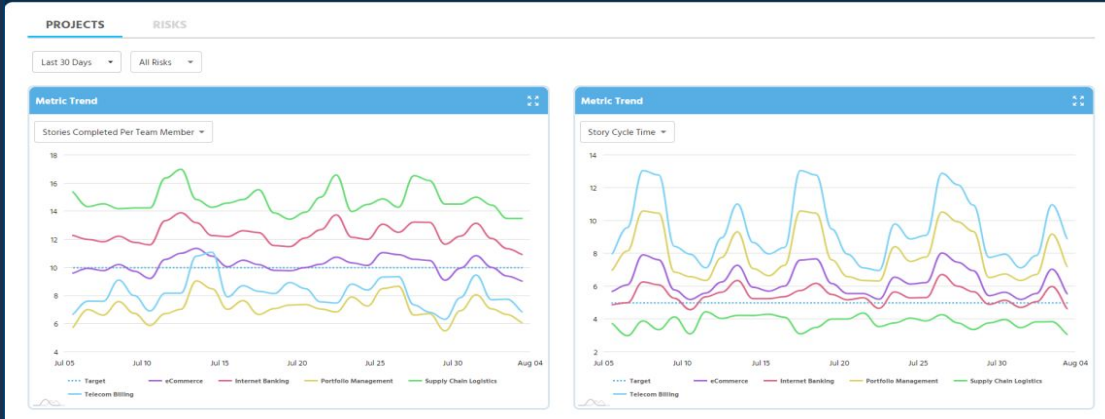 PROJECTS RISKS
Last 30 Days All Risks
Metric Trend
Stories Completed Per Team Member
18
16
14
12
10
8
6
4
Jul 05 Jul 10 Jul 15 Jul 20 Jul 25 Jul 30 Aug 04
Target eCommerce Internet Banking Portfolio Management Supply Chain Logistics
Telecom Billing
Metric Trend
Story Cycle Time
14
12
10
8
6
4
2
Jul 05 Jul 10 Jul 15 Jul 20 Jul 25 Jul 30 Aug 04
Target eCommerce Internet Banking Portfolio Management Supply Chain Logistics
Telecom Billing